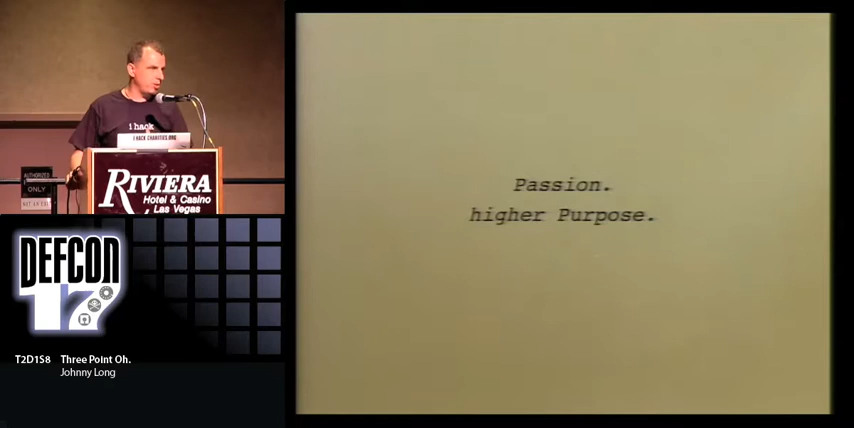 i hack
I HACK CHARITIES.ORG
AUTHORIZED
ONLY
RIVIERA
Hotel & Casino
Las Vegas
DEFCON
17
T2D1S8 Three Point Oh.
Johnny Long
Passion.
higher Purpose.